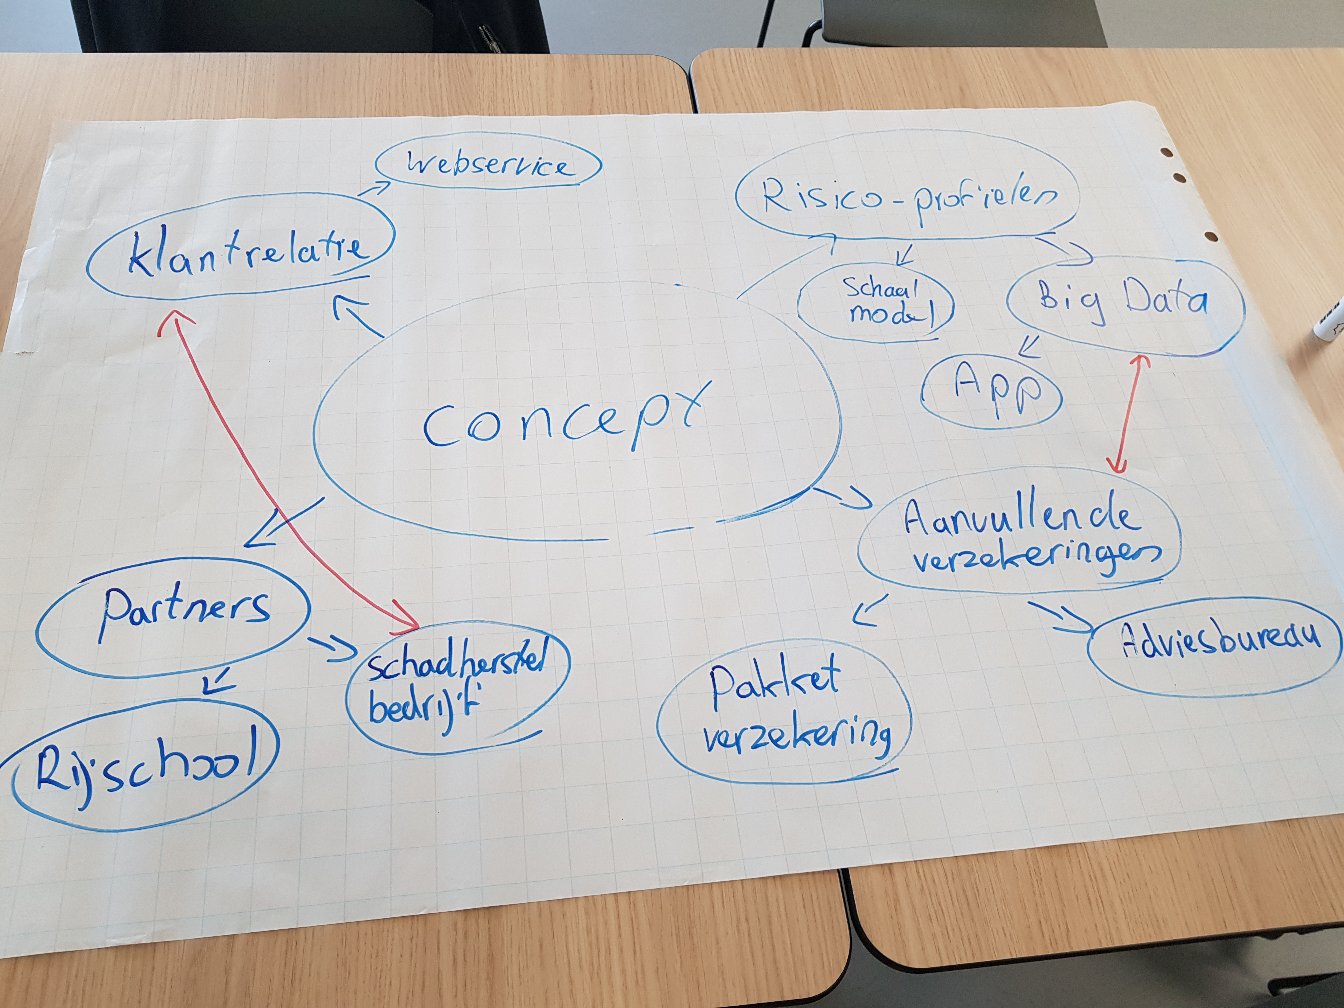 Webservice
Klantrelatie
Risico-profielen
Schaal
model
Big Data
App
concept
Aanvullende
verzekeringen
Partners
schadherstel
bedrijf
Rijschool
Pakket
verzekering
Adviesbureau